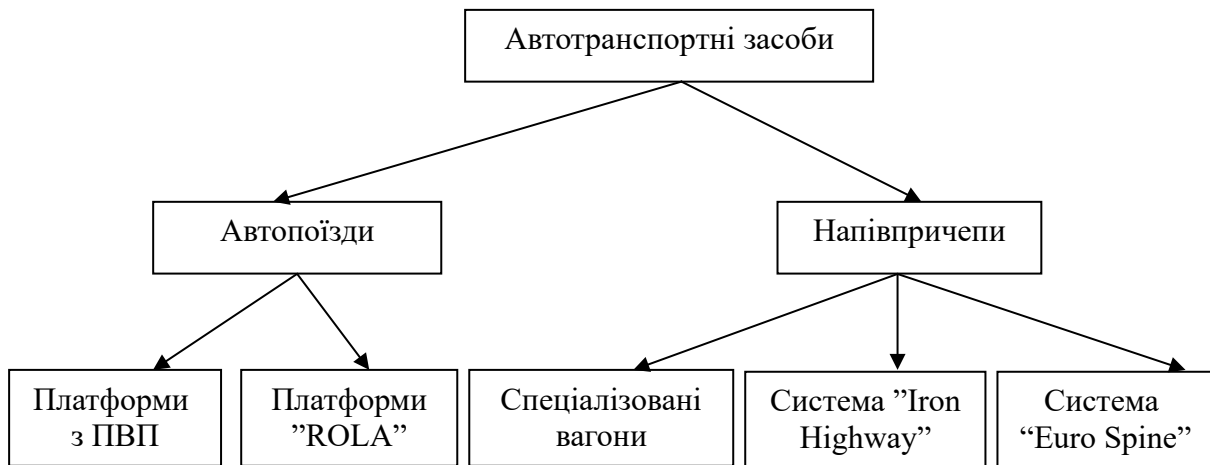 Автотранспортні засоби
Автопоїзди
Напівпричепи
Платформи
з ПВП
Платформи
”ROLA”
Спеціалізовані
вагони
Система ”Iron
Highway”
Система
“Euro Spine”